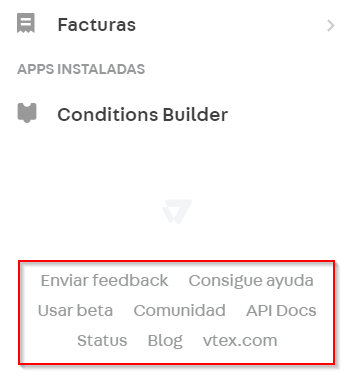 Facturas
APPS INSTALADAS
Conditions Builder
Enviar feedback Consigue ayuda
Usar beta Comunidad API Docs
Status Blog vtex.com